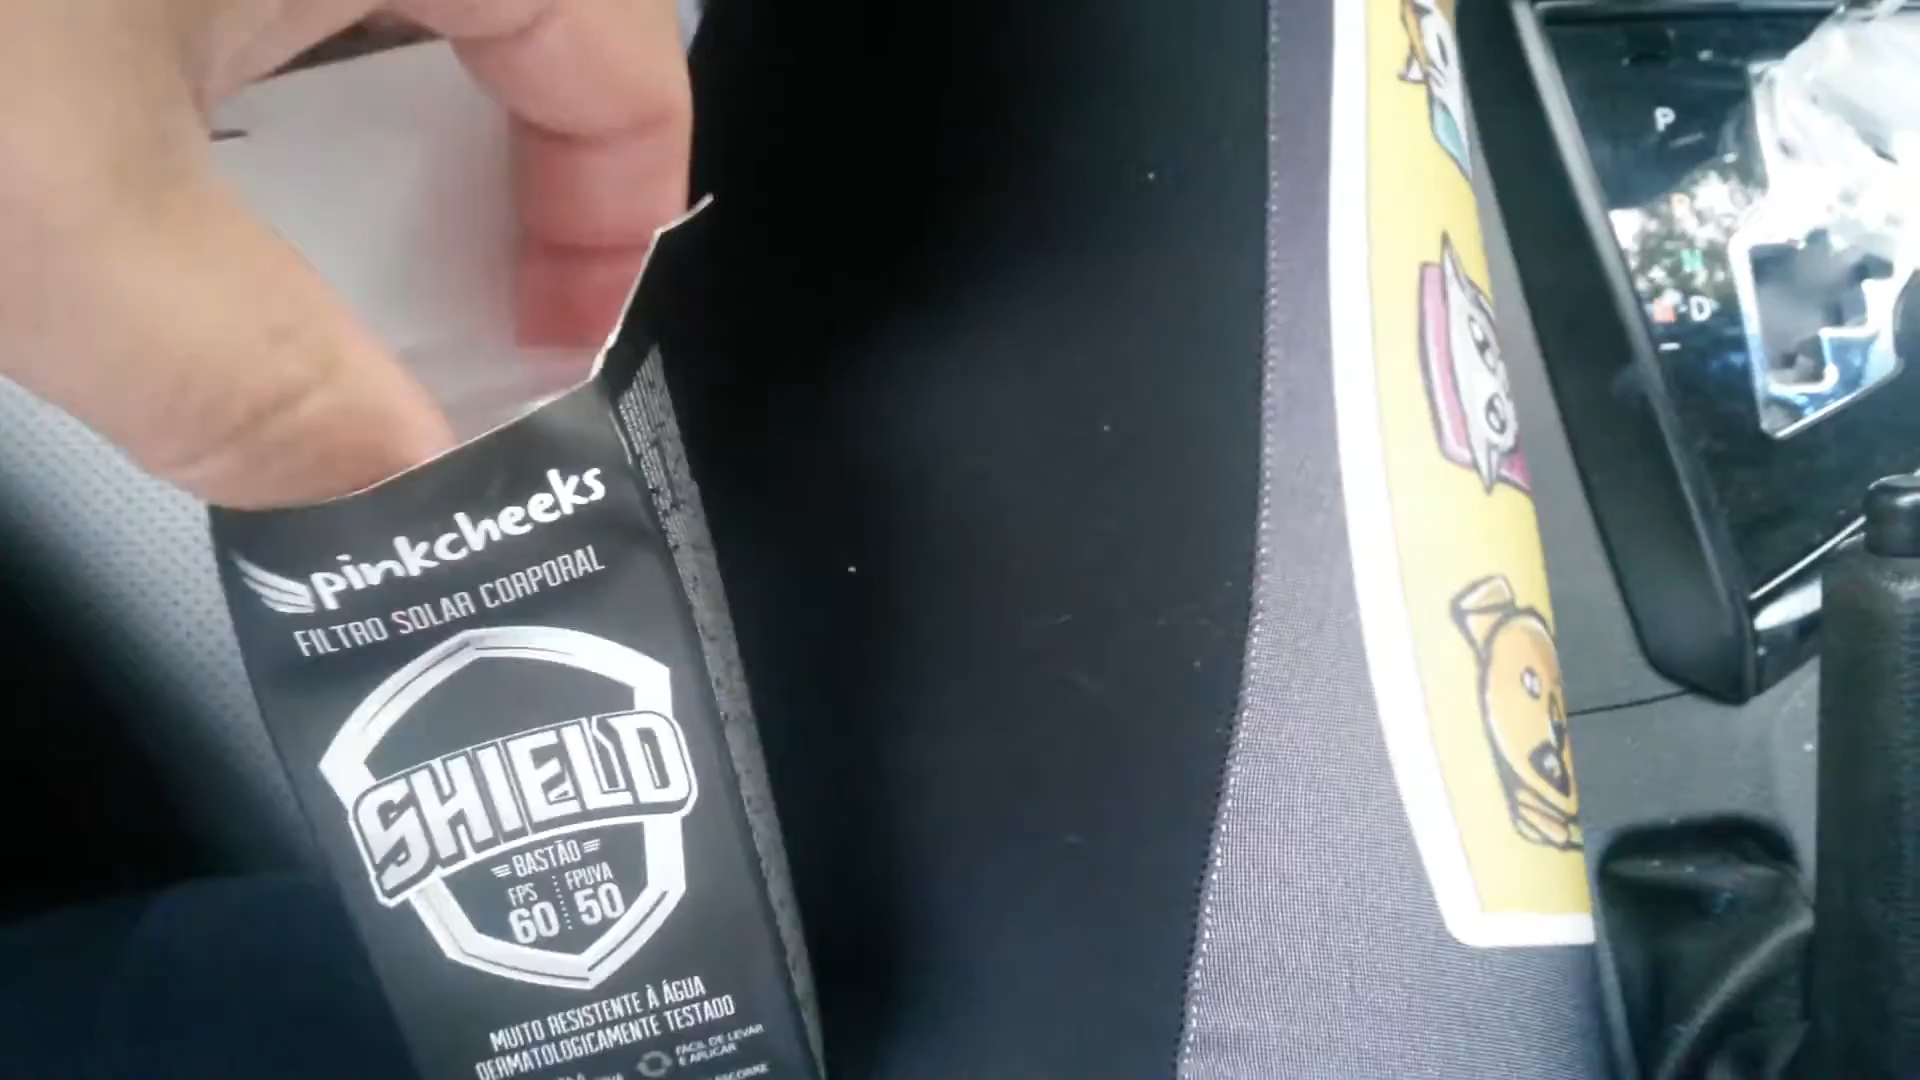 pinkcheeks
FILTRO SOLAR CORPORAL
SHIELD
BASTÃO
FPS
60
FPUVA
50
MUITO RESISTENTE À ÁGUA
DERMATOLOGICAMENTE TESTADO
FÁCIL DE LEVAR
E APLICAR
ESCORRE
P
N
D